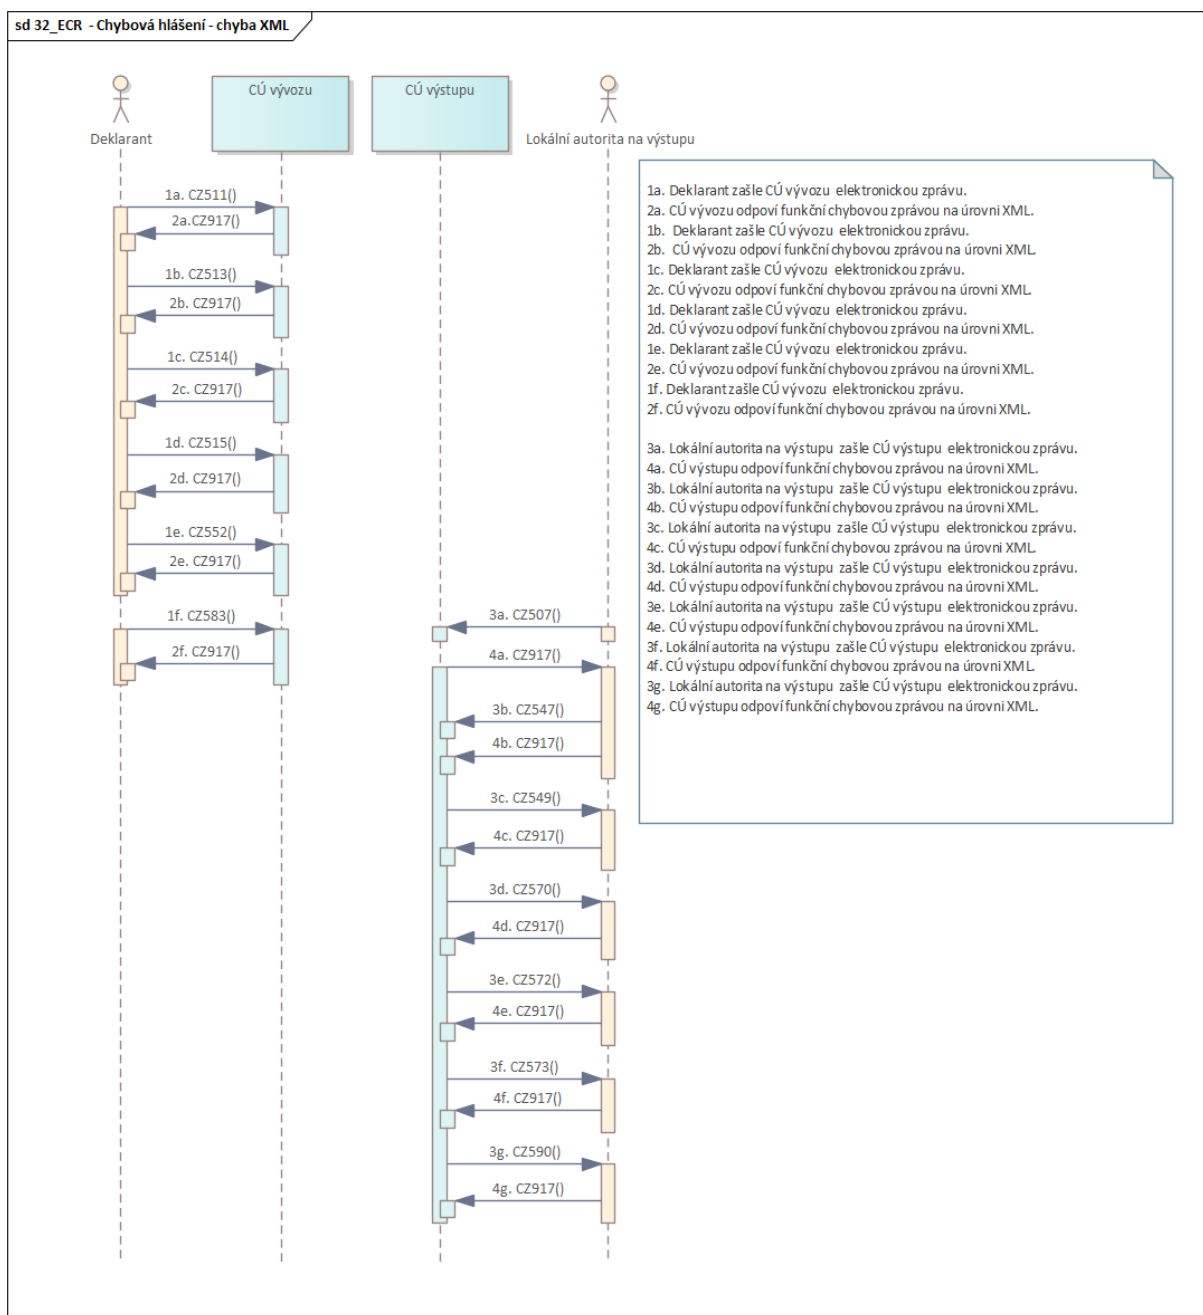 sd 32_ECR - Chybová hlášení - chyba XML
CÚ vývozu
CÚ výstupu
Deklarant
Lokální autorita na výstupu
1a. CZ511()
2a.CZ917()
1b. CZ513()
2b. CZ917()
1c. CZ514()
2c. CZ917()
1d. CZ515()
2d. CZ917()
1e. CZ552()
2e. CZ917()
1f. CZ583()
2f. CZ917()
3a. CZ507()
4a. CZ917()
3b. CZ547()
4b. CZ917()
3c. CZ549()
4c. CZ917()
3d. CZ570()
4d. CZ917()
3e. CZ572()
4e. CZ917()
3f. CZ573()
4f. CZ917()
3g. CZ590()
4g. CZ917()
1a. Deklarant zašle CÚ vývozu elektronickou zprávu.
2a. CÚ vývozu odpoví funkční chybovou zprávou na úrovni XML.
1b. Deklarant zašle CÚ vývozu elektronickou zprávu.
2b. CÚ vývozu odpoví funkční chybovou zprávou na úrovni XML.
1c. Deklarant zašle CÚ vývozu elektronickou zprávu.
2c. CÚ vývozu odpoví funkční chybovou zprávou na úrovni XML.
1d. Deklarant zašle CÚ vývozu elektronickou zprávu.
2d. CÚ vývozu odpoví funkční chybovou zprávou na úrovni XML.
1e. Deklarant zašle CÚ vývozu elektronickou zprávu.
2e. CÚ vývozu odpoví funkční chybovou zprávou na úrovni XML.
1f. Deklarant zašle CÚ vývozu elektronickou zprávu.
2f. CÚ vývozu odpoví funkční chybovou zprávou na úrovni XML.
3a. Lokální autorita na výstupu zašle CÚ výstupu elektronickou zprávu.
4a. CÚ výstupu odpoví funkční chybovou zprávou na úrovni XML.
3b. Lokální autorita na výstupu zašle CÚ výstupu elektronickou zprávu.
4b. CÚ výstupu odpoví funkční chybovou zprávou na úrovni XML.
3c. Lokální autorita na výstupu zašle CÚ výstupu elektronickou zprávu.
4c. CÚ výstupu odpoví funkční chybovou zprávou na úrovni XML.
3d. Lokální autorita na výstupu zašle CÚ výstupu elektronickou zprávu.
4d. CÚ výstupu odpoví funkční chybovou zprávou na úrovni XML.
3e. Lokální autorita na výstupu zašle CÚ výstupu elektronickou zprávu.
4e. CÚ výstupu odpoví funkční chybovou zprávou na úrovni XML.
3f. Lokální autorita na výstupu zašle CÚ výstupu elektronickou zprávu.
4f. CÚ výstupu odpoví funkční chybovou zprávou na úrovni XML.
3g. Lokální autorita na výstupu zašle CÚ výstupu elektronickou zprávu.
4g. CÚ výstupu odpoví funkční chybovou zprávou na úrovni XML.